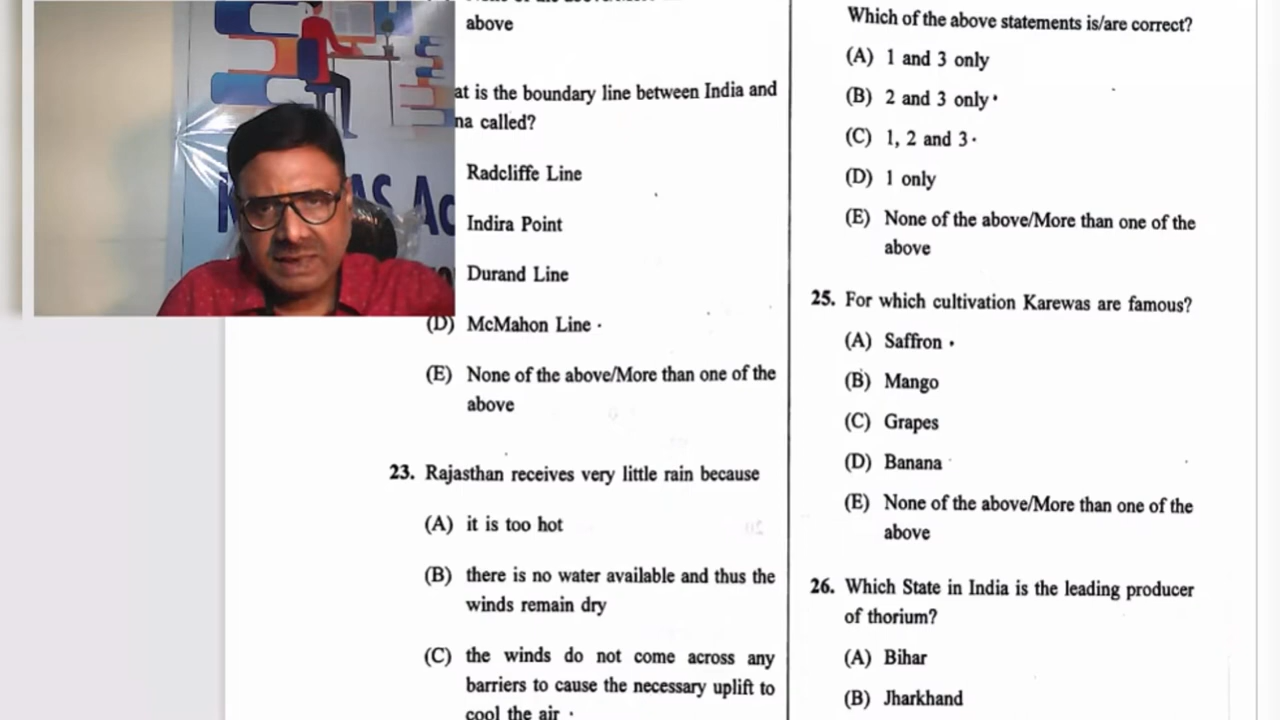 above
at is the boundary line between India and
na called?
Radcliffe Line
Indira Point
Durand Line
(D) McMahon Line
(E) None of the above/More than one of the
above
23. Rajasthan receives very little rain because
(A) it is too hot
(B) there is no water available and thus the
winds remain dry
(C) the winds do not come across any
barriers to cause the necessary uplift to
cool the air
Which of the above statements is/are correct?
(A) 1 and 3 only
(B) 2 and 3 only
(C) 1, 2 and 3
(D) 1 only
(E) None of the above/More than one of the
above
25. For which cultivation Karewas are famous?
(A) Saffron
(B) Mango
(C) Grapes
(D) Banana
(E) None of the above/More than one of the
above
26. Which State in India is the leading producer
of thorium?
(A) Bihar
(B) Jharkhand